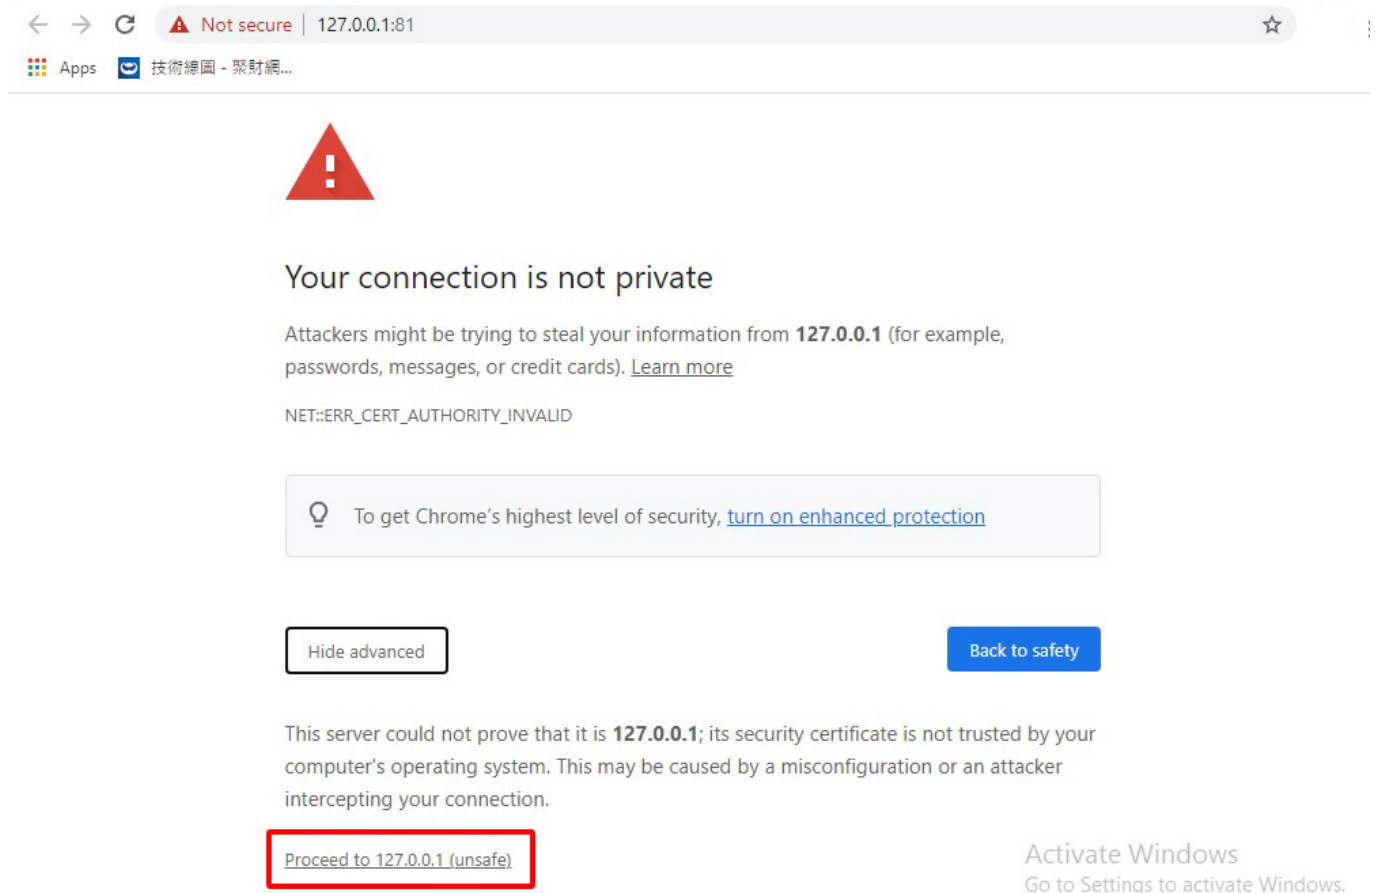 Not secure | 127.0.0.1:81
Apps 技術線圖 - 聚財網...
Your connection is not private
Attackers might be trying to steal your information from 127.0.0.1 (for example,
passwords, messages, or credit cards). Learn more
NET::ERR_CERT_AUTHORITY_INVALID
To get Chrome's highest level of security, turn on enhanced protection
Hide advanced
Back to safety
This server could not prove that it is 127.0.0.1; its security certificate is not trusted by your
computer's operating system. This may be caused by a misconfiguration or an attacker
intercepting your connection.
Proceed to 127.0.0.1 (unsafe)
Activate Windows
Go to Settings to activate Windows.